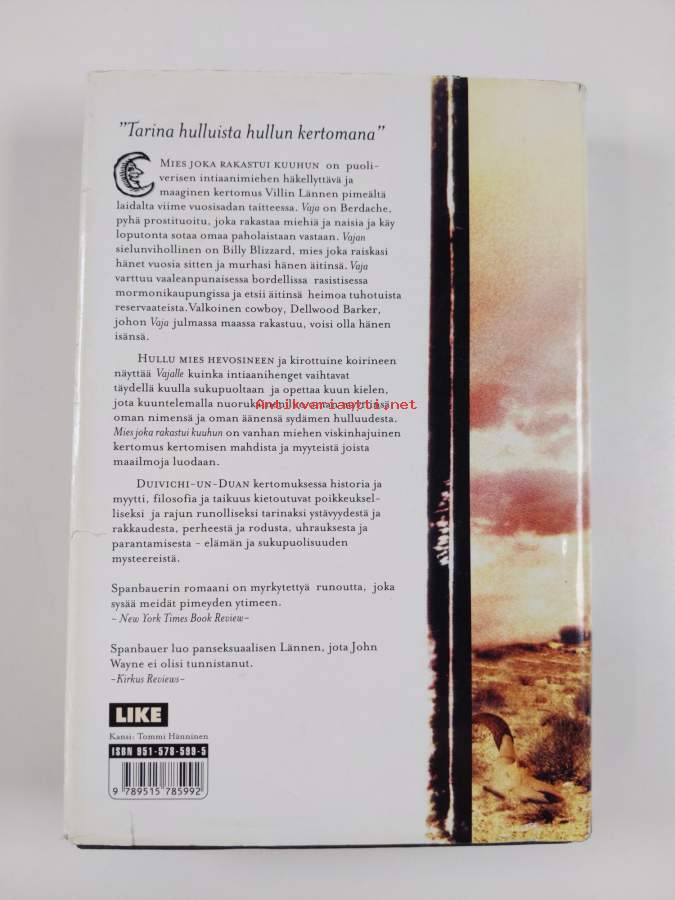 "Tarina hulluista hullun kertomana"
MIES JOKA RAKASTUI KUUHUN on puoli-
verisen intiaanimiehen häkellyttävä ja
maaginen kertomus Villin Lännen pimeältä
laidalta viime vuosisadan taitteessa. Vaja on Berdache,
pyhä prostituoitu, joka rakastaa miehiä ja naisia ja käy
loputonta sotaa omaa paholaistaan vastaan. Vajan
sielunvihollinen on Billy Blizzard, mies joka raiskasi
hänet vuosia sitten ja murhasi hänen äitinsä. Vaja
varttuu vaaleanpunaisessa bordellissa rasistisessa
mormonikaupungissa ja etsii äitinsä heimoa tuhotuista
reservaateista. Valkoinen cowboy, Dellwood Barker,
johon Vaja julmassa maassa rakastuu, voisi olla hänen
isänsä.
HULLU MIES HEVOSINEEN ja kirottuine koirineen
näyttää Vajalle kuinka intiaanihenget vaihtavat
täydellä kuulla sukupuoltaan ja opettaa kuun kielen,
jota kuuntelemalla
Antikvariaatti.net
oman nimensä ja oman äänensä sydämen hulluudesta.
Mies joka rakastui kuuhun on vanhan miehen viskinhajuinen
kertomus kertomisen mahdista ja myyteistä joista
maailmoja luodaan.
DUIVICHI-UN-DUAN kertomuksessa historia ja
myytti, filosofia ja taikuus kietoutuvat poikkeuksel-
liseksi ja rajun runolliseksi tarinaksi ystävyydestä ja
rakkaudesta, perheestä ja rodusta, uhrauksesta ja
parantamisesta – elämän ja sukupuolisuuden
mysteereistä.
Spanbauerin romaani on myrkytettyä runoutta, joka
sysää meidät pimeyden ytimeen.
– New York Times Book Review–
Spanbauer luo panseksuaalisen Lännen, jota John
Wayne ei olisi tunnistanut.
–Kirkus Reviews–
LIKE
Kansi: Tommi Hänninen
ISBN 951-578-599-5
9 789515 785992